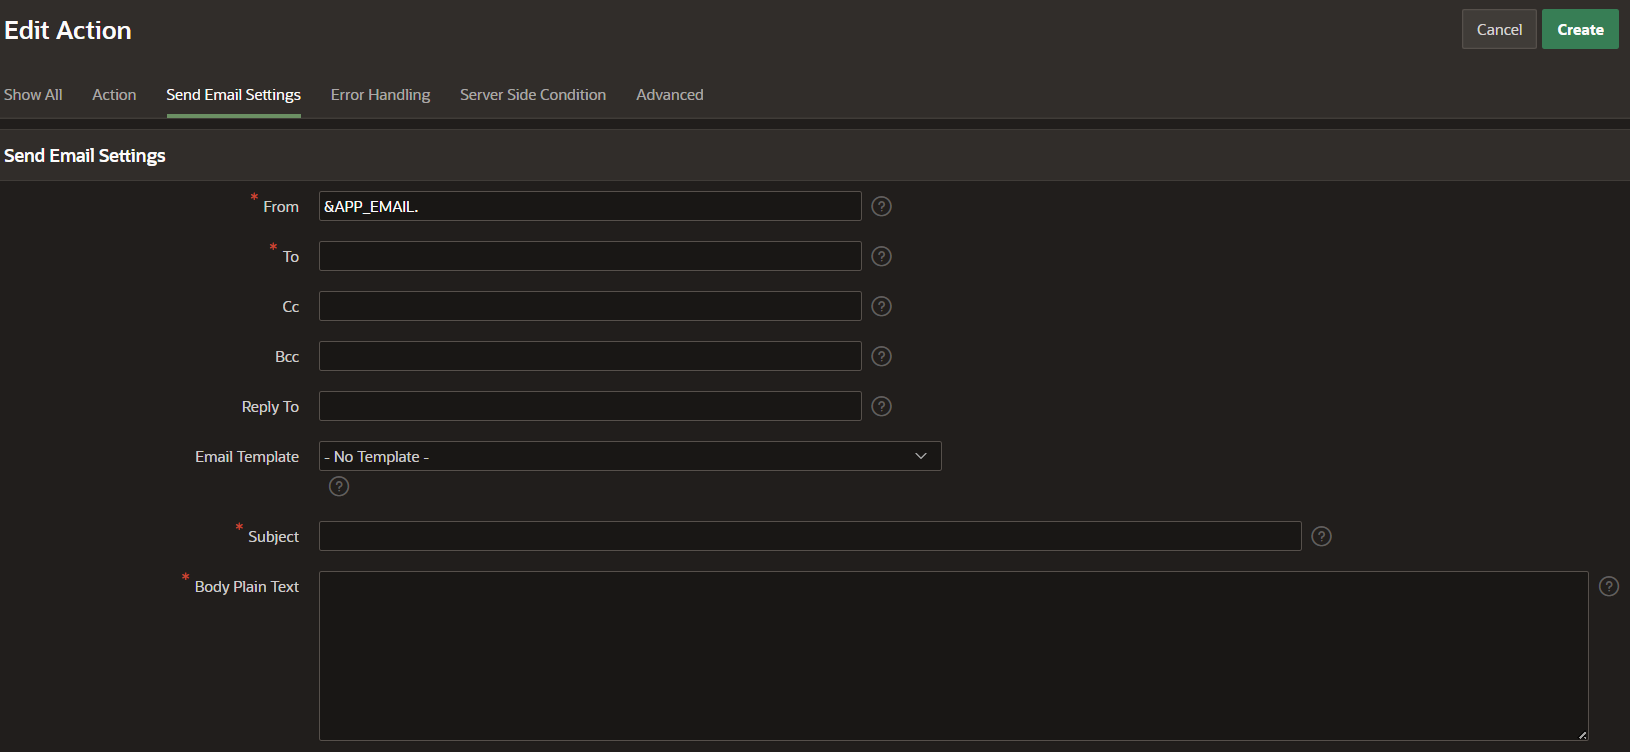 Edit Action
Cancel
Create
Show All
Action
Send Email Settings
Error Handling
Server Side Condition
Advanced
Send Email Settings
* From
&APP_EMAIL.
?
* To
?
Cc
?
Bcc
?
Reply To
?
Email Template
- No Template -
?
* Subject
?
* Body Plain Text
?